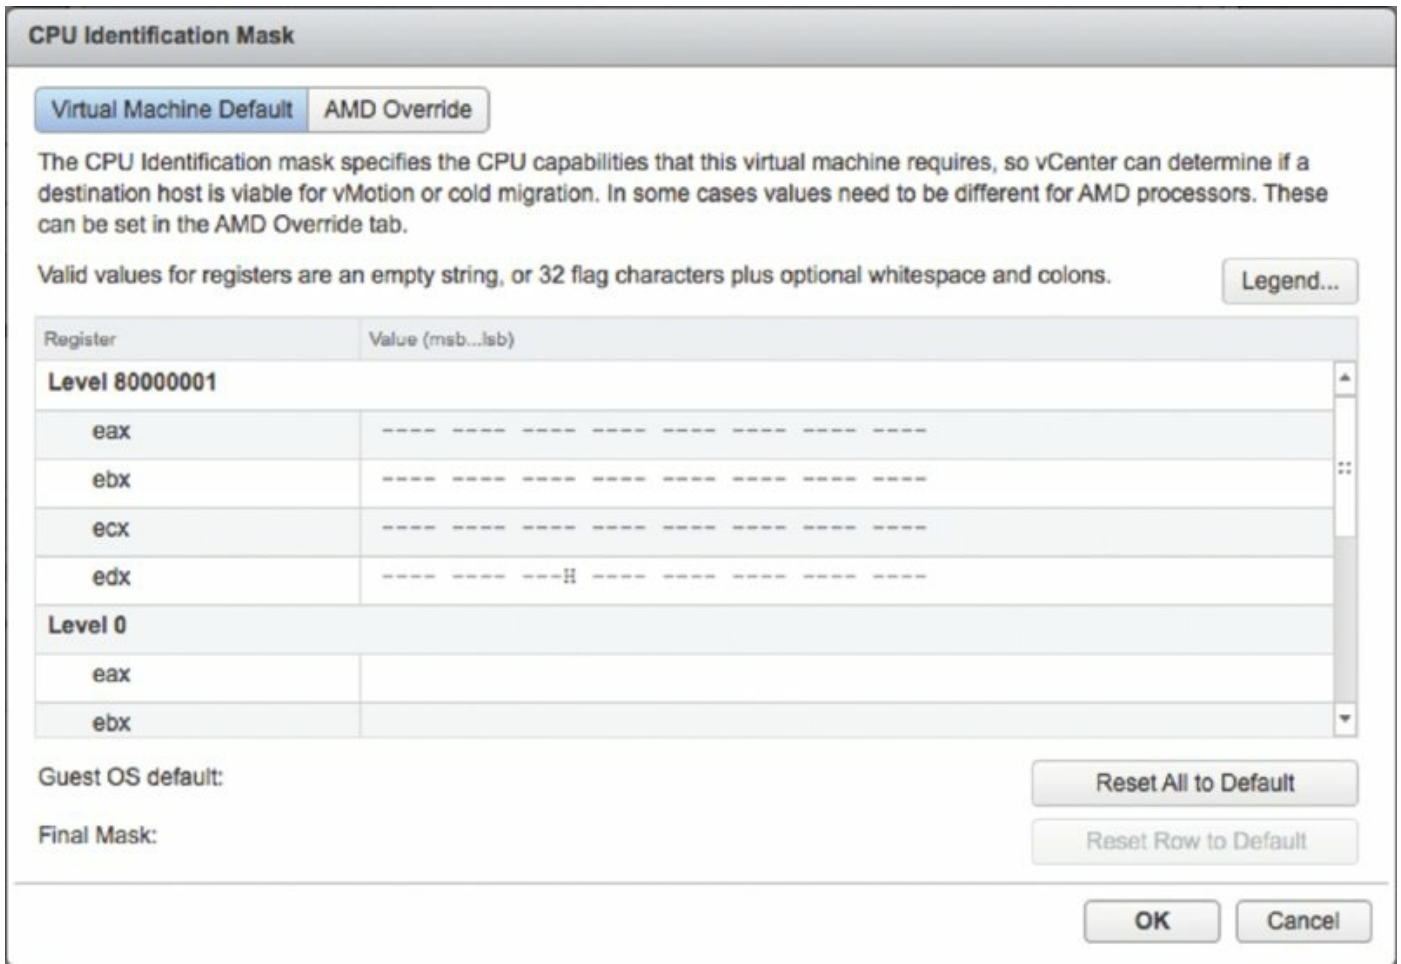 CPU Identification Mask
Virtual Machine Default AMD Override
The CPU Identification mask specifies the CPU capabilities that this virtual machine requires, so vCenter can determine if a
destination host is viable for vMotion or cold migration. In some cases values need to be different for AMD processors. These
can be set in the AMD Override tab.
Valid values for registers are an empty string, or 32 flag characters plus optional whitespace and colons.
Legend...
Register Value (msb...lsb)
Level 80000001
eax ---- ---- ---- ---- ---- ---- ---- ----
ebx ---- ---- ---- ---- ---- ---- ---- ----
ecx ---- ---- ---- ---- ---- ---- ---- ----
edx ---- ---- ---H ---- ---- ---- ---- ----
Level 0
eax
ebx
Guest OS default:
Reset All to Default
Final Mask:
Reset Row to Default
OK Cancel